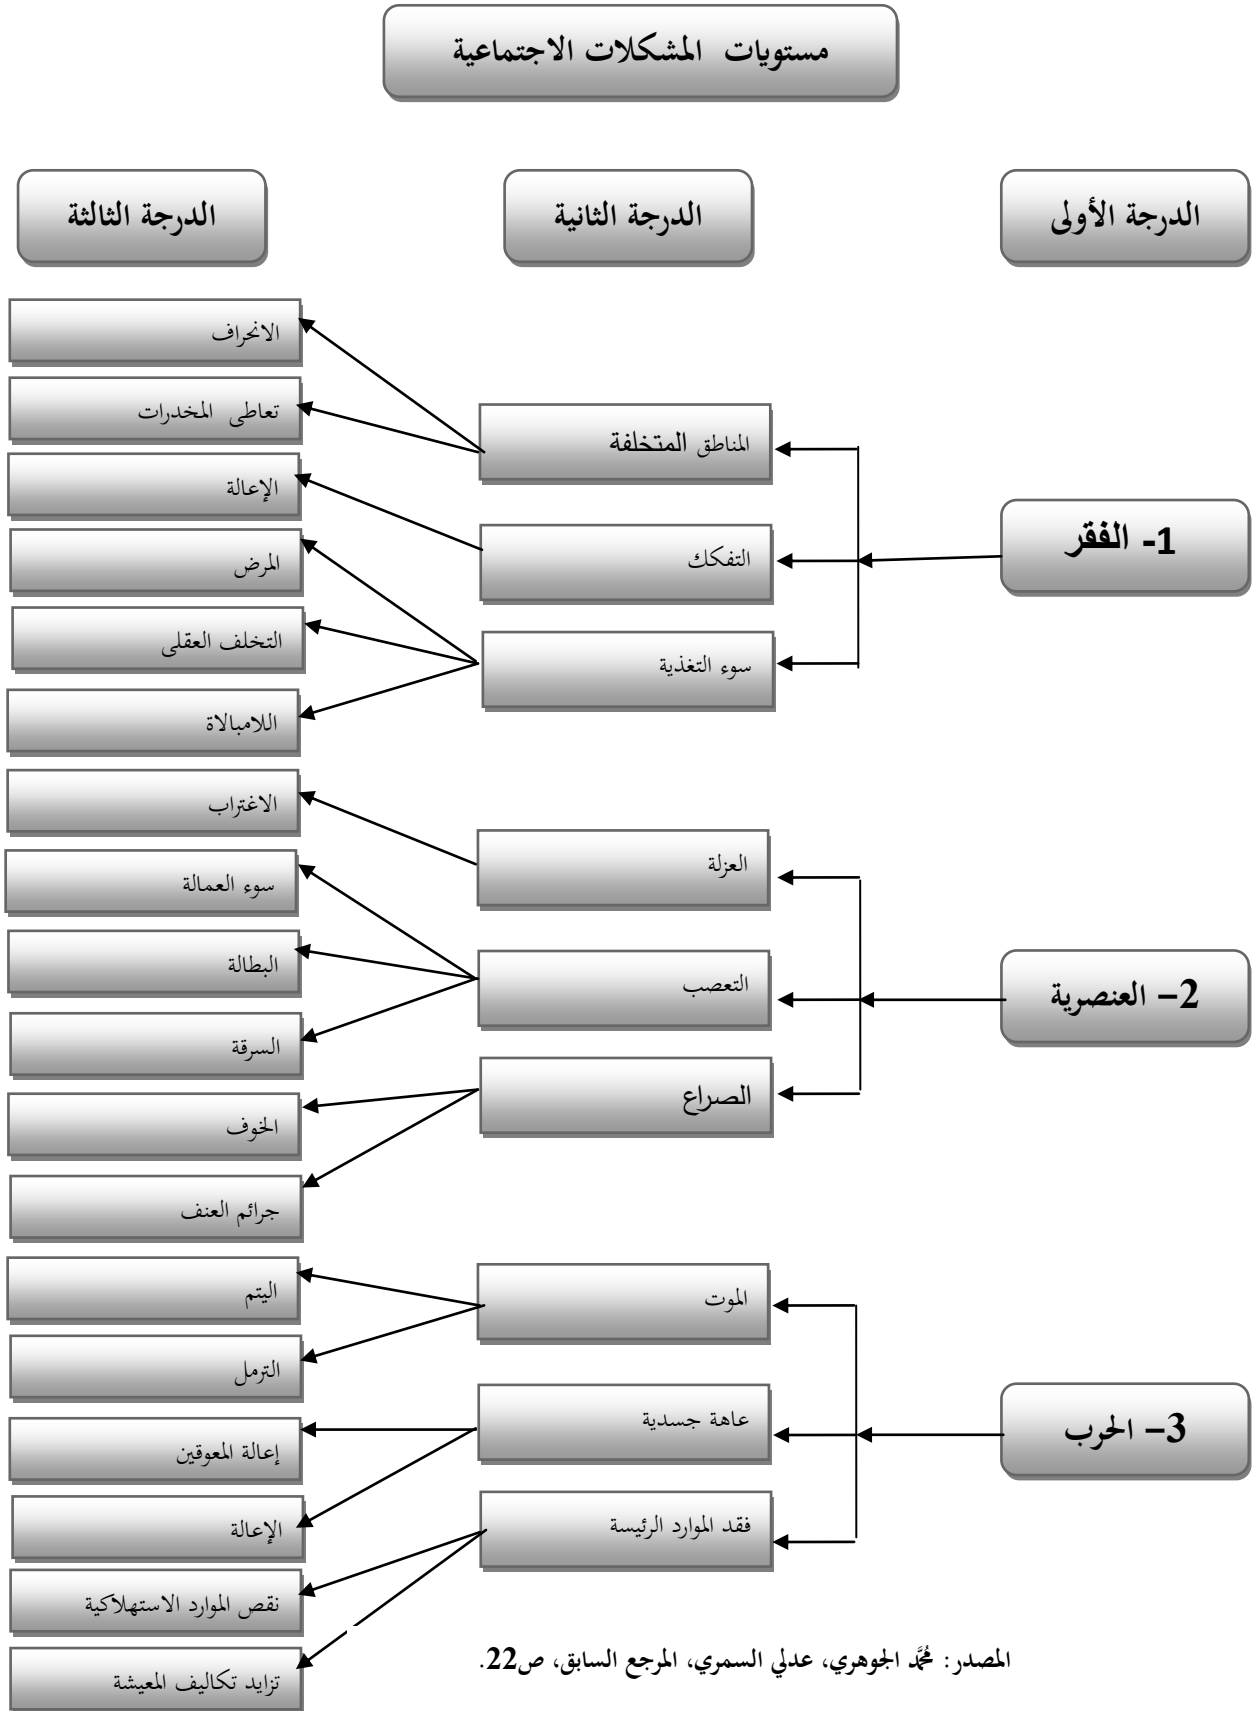 مستويات المشكلات الاجتماعية
الدرجة الأولى
الدرجة الثانية
الدرجة الثالثة
1- الفقر
المناطق المتخلفة
التفكك
سوء التغذية
الانحراف
تعاطى المخدرات
الإعالة
المرض
التخلف العقلى
اللامبالاة
2– العنصرية
العزلة
التعصب
الصراع
الاغتراب
سوء العمالة
البطالة
السرقة
الخوف
جرائم العنف
3– الحرب
الموت
عاهة جسدية
فقد الموارد الرئيسة
اليتم
الترمل
إعالة المعوقين
الإعالة
نقص الموارد الاستهلاكية
تزايد تكاليف المعيشة
المصدر: مُحَمَّد الجوهري، عدلي السمري، المرجع السابق، ص22.